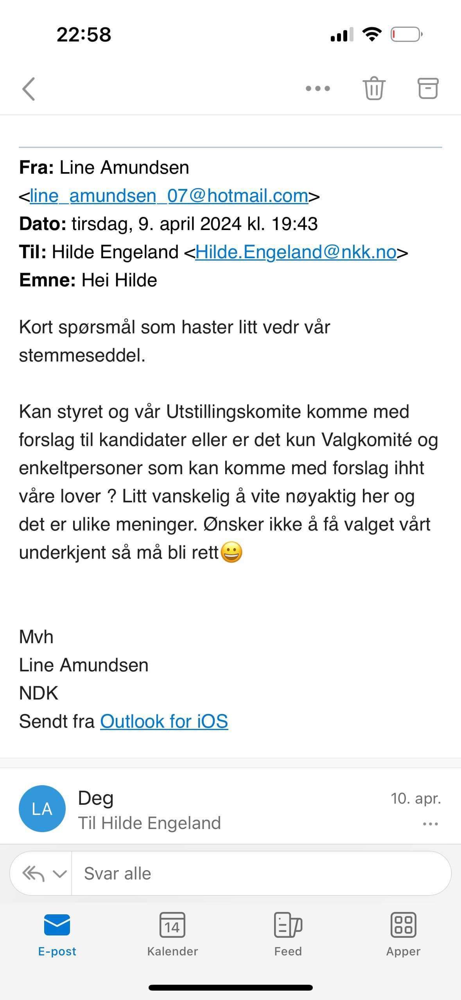 22:58
Fra: Line Amundsen
<line_amundsen_07@hotmail.com>
Dato: tirsdag, 9. april 2024 kl. 19:43
Til: Hilde Engeland <Hilde.Engeland@nkk.no>
Emne: Hei Hilde
Kort spørsmål som haster litt vedr vår
stemmeseddel.
Kan styret og vår Utstillingskomite komme med
forslag til kandidater eller er det kun Valgkomité og
enkeltpersoner som kan komme med forslag ihht
våre lover ? Litt vanskelig å vite nøyaktig her og
det er ulike meninger. Ønsker ikke å få valget vårt
underkjent så må bli rett😀
Mvh
Line Amundsen
NDK
Sendt fra Outlook for iOS
LA
Deg
10. apr.
Til Hilde Engeland
Svar alle
14
E-post
Kalender
Feed
Apper